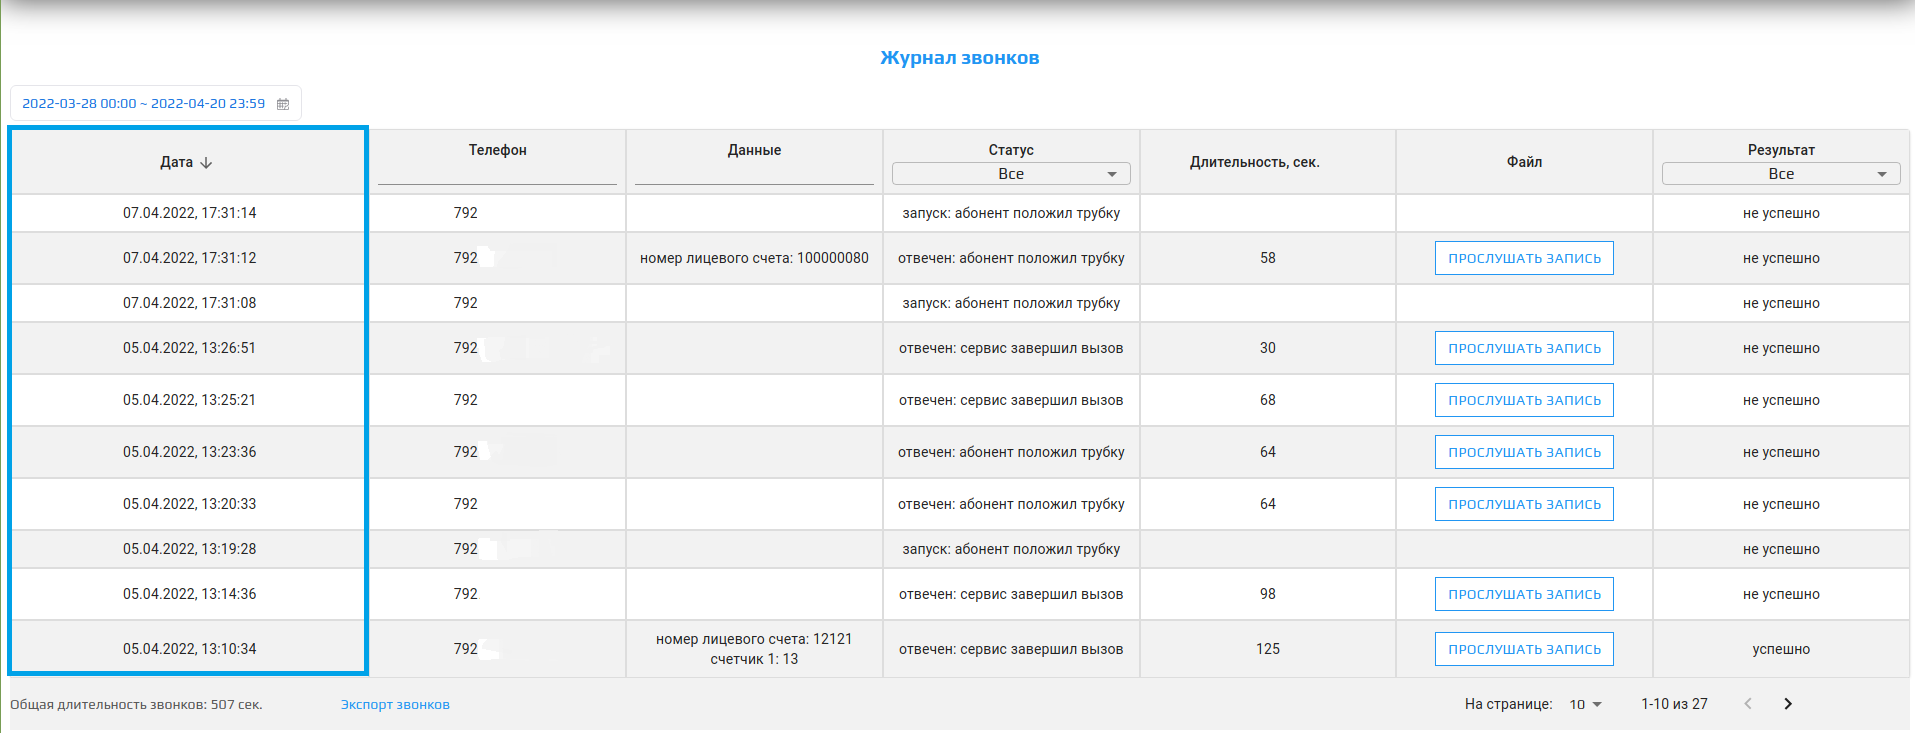 Журнал звонков
2022-03-28 00:00 ~ 2022-04-20 23:59
Дата Телефон Данные Статус Длительность, сек. Файл Результат
Все Все
07.04.2022, 17:31:14 792 запуск: абонент положил трубку не успешно
07.04.2022, 17:31:12 792 номер лицевого счета: 100000080 отвечен: абонент положил трубку 58 ПРОСЛУШАТЬ ЗАПИСЬ не успешно
07.04.2022, 17:31:08 792 запуск: абонент положил трубку не успешно
05.04.2022, 13:26:51 792 отвечен: сервис завершил вызов 30 ПРОСЛУШАТЬ ЗАПИСЬ не успешно
05.04.2022, 13:25:21 792 отвечен: сервис завершил вызов 68 ПРОСЛУШАТЬ ЗАПИСЬ не успешно
05.04.2022, 13:23:36 792 отвечен: абонент положил трубку 64 ПРОСЛУШАТЬ ЗАПИСЬ не успешно
05.04.2022, 13:20:33 792 отвечен: абонент положил трубку 64 ПРОСЛУШАТЬ ЗАПИСЬ не успешно
05.04.2022, 13:19:28 792 запуск: абонент положил трубку не успешно
05.04.2022, 13:14:36 792 отвечен: сервис завершил вызов 98 ПРОСЛУШАТЬ ЗАПИСЬ не успешно
05.04.2022, 13:10:34 792 номер лицевого счета: 12121 отвечен: сервис завершил вызов 125 ПРОСЛУШАТЬ ЗАПИСЬ успешно
счетчик 1: 13
Общая длительность звонков: 507 сек. Экспорт звонков На странице: 10 1-10 из 27